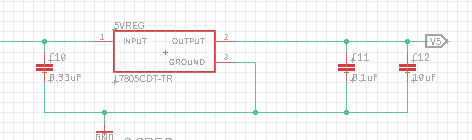 5VREG
1
INPUT
OUTPUT
2
GROUND
3
L7805CDT-TR
C10
0.33uF
C11
0.1uF
C12
10uF
V5
GND